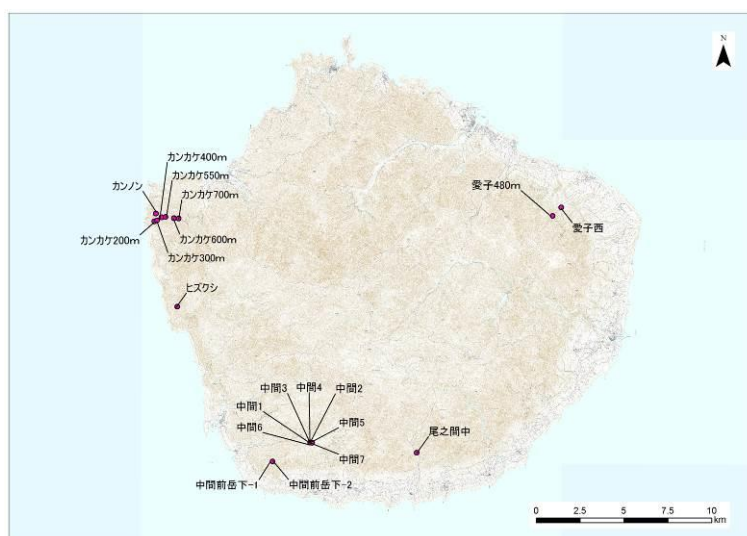 N
カンカケ400m
カンノン
カンカケ550m
カンカケ700m
カンカケ200m
カンカケ600m
カンカケ300m
愛子480m
愛子西
ヒズクシ
中間3
中間4
中間2
中間1
中間5
中間6
中間7
尾之間中
中間前岳下-1
中間前岳下-2
0 2.5 5 7.5 10
km